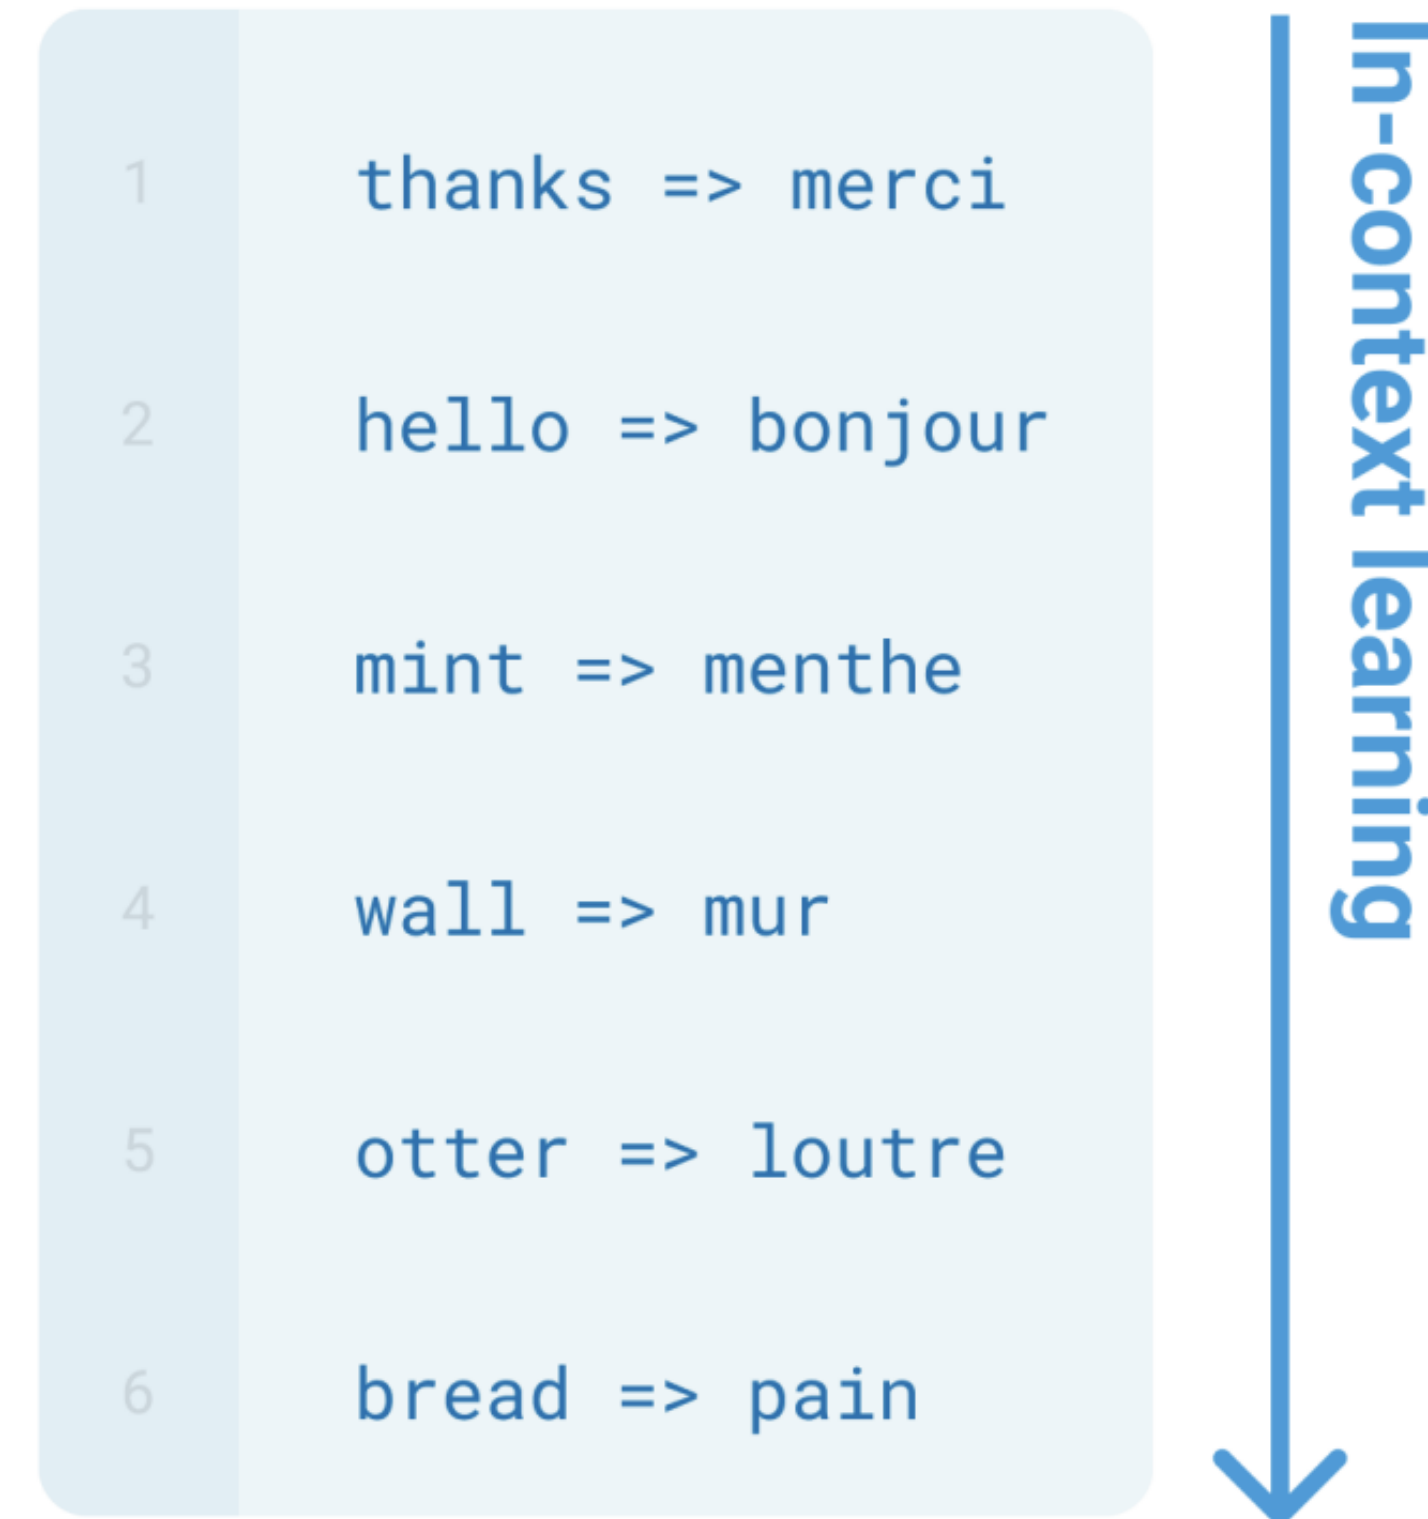 1 thanks => merci
2 hello => bonjour
3 mint => menthe
4 wall => mur
5 otter => loutre
6 bread => pain
In-context learning